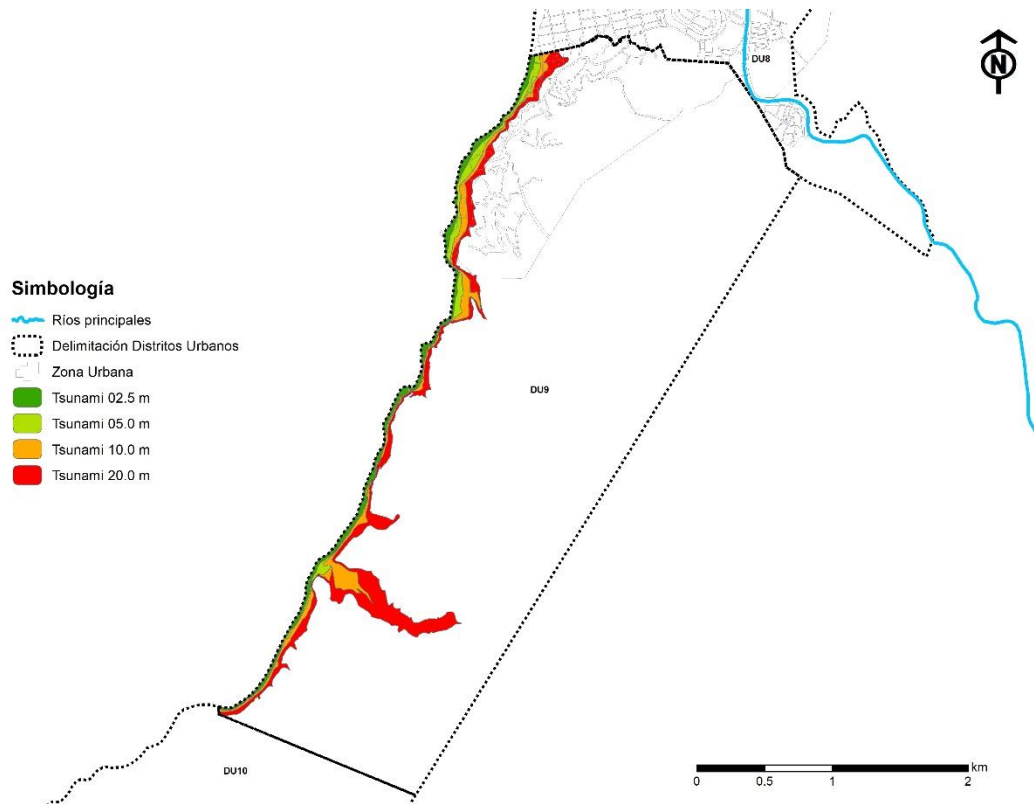 N
DU8
Simbología
Ríos principales
Delimitación Distritos Urbanos
Zona Urbana
Tsunami 02.5 m
Tsunami 05.0 m
Tsunami 10.0 m
Tsunami 20.0 m
DU9
DU10
km
0 0.5 1 2